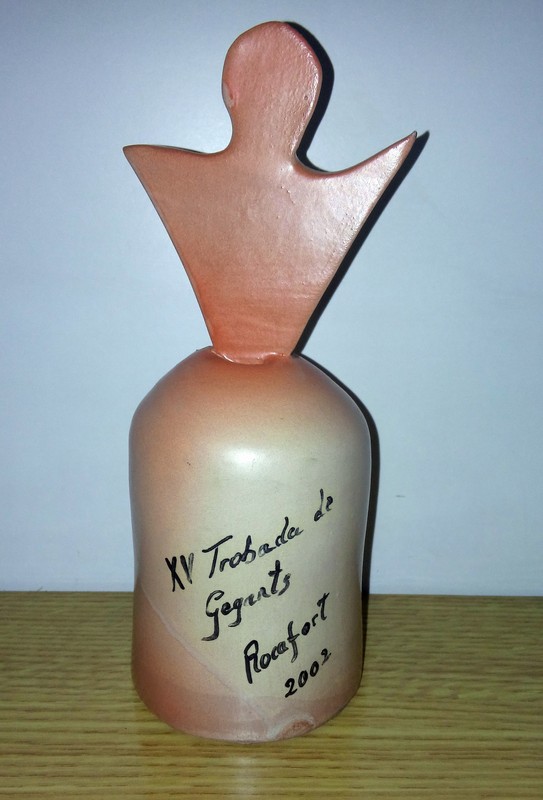 XV Trobada de
Gegants
Rocafort
2002